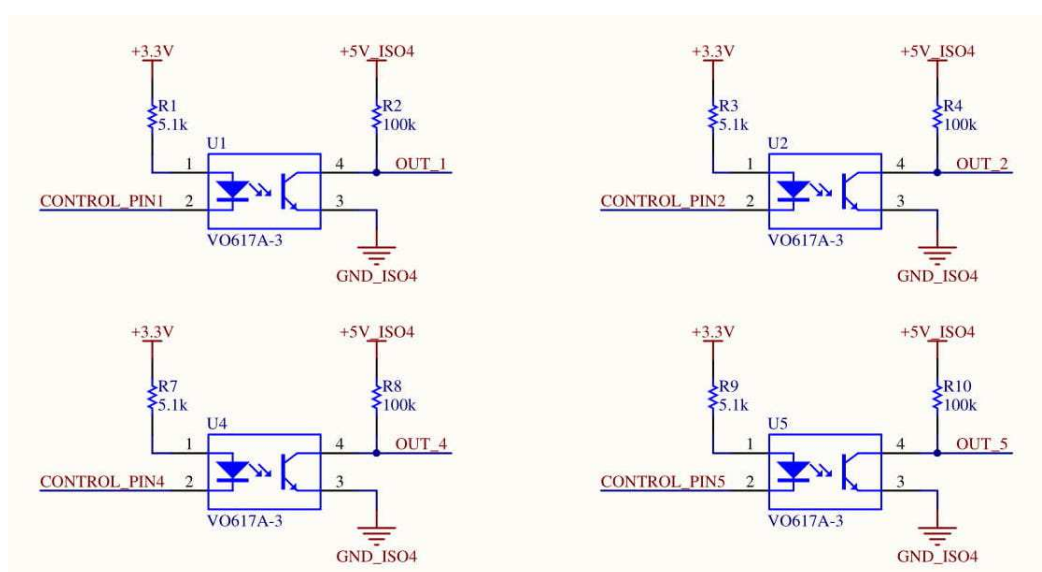 +3.3V +5V_ISO4 +3.3V +5V_ISO4
R1 R2 R3 R4
5.1k 100k 5.1k 100k
U1 U2
1 4 OUT_1 1 4 OUT_2
CONTROL_PIN1 2 3 CONTROL_PIN2 2 3
VO617A-3 VO617A-3
GND_ISO4 GND_ISO4
+3.3V +5V_ISO4 +3.3V +5V_ISO4
R7 R8 R9 R10
5.1k 100k 5.1k 100k
U4 U5
1 4 OUT_4 1 4 OUT_5
CONTROL_PIN4 2 3 CONTROL_PIN5 2 3
VO617A-3 VO617A-3
GND_ISO4 GND_ISO4